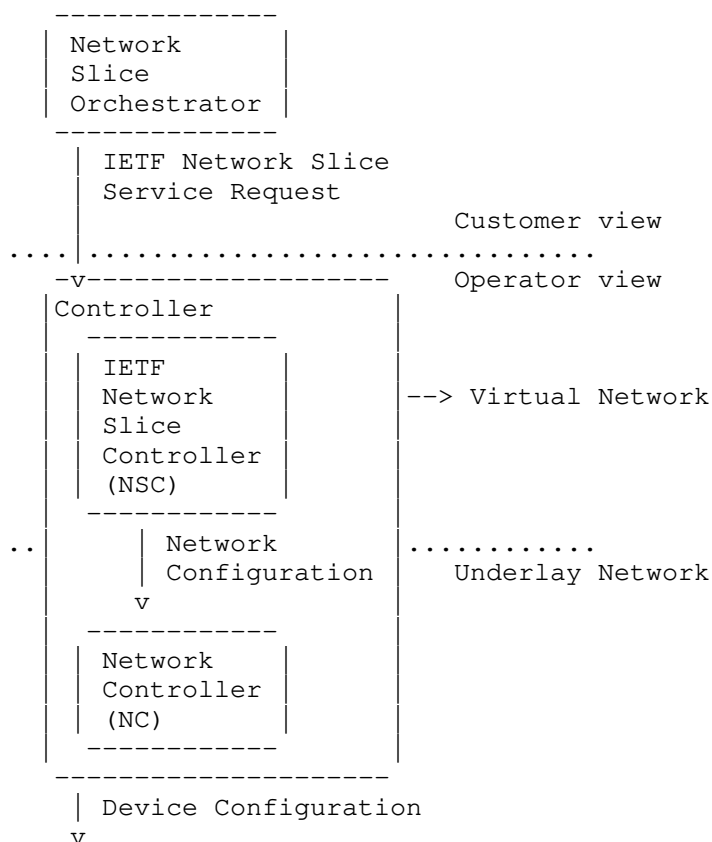 Network
Slice
Orchestrator
IETF Network Slice
Service Request
Customer view
Operator view
Controller
IETF
Network
--> Virtual Network
Slice
Controller
(NSC)
Network
Configuration
Underlay Network
v
Network
Controller
(NC)
Device Configuration
v